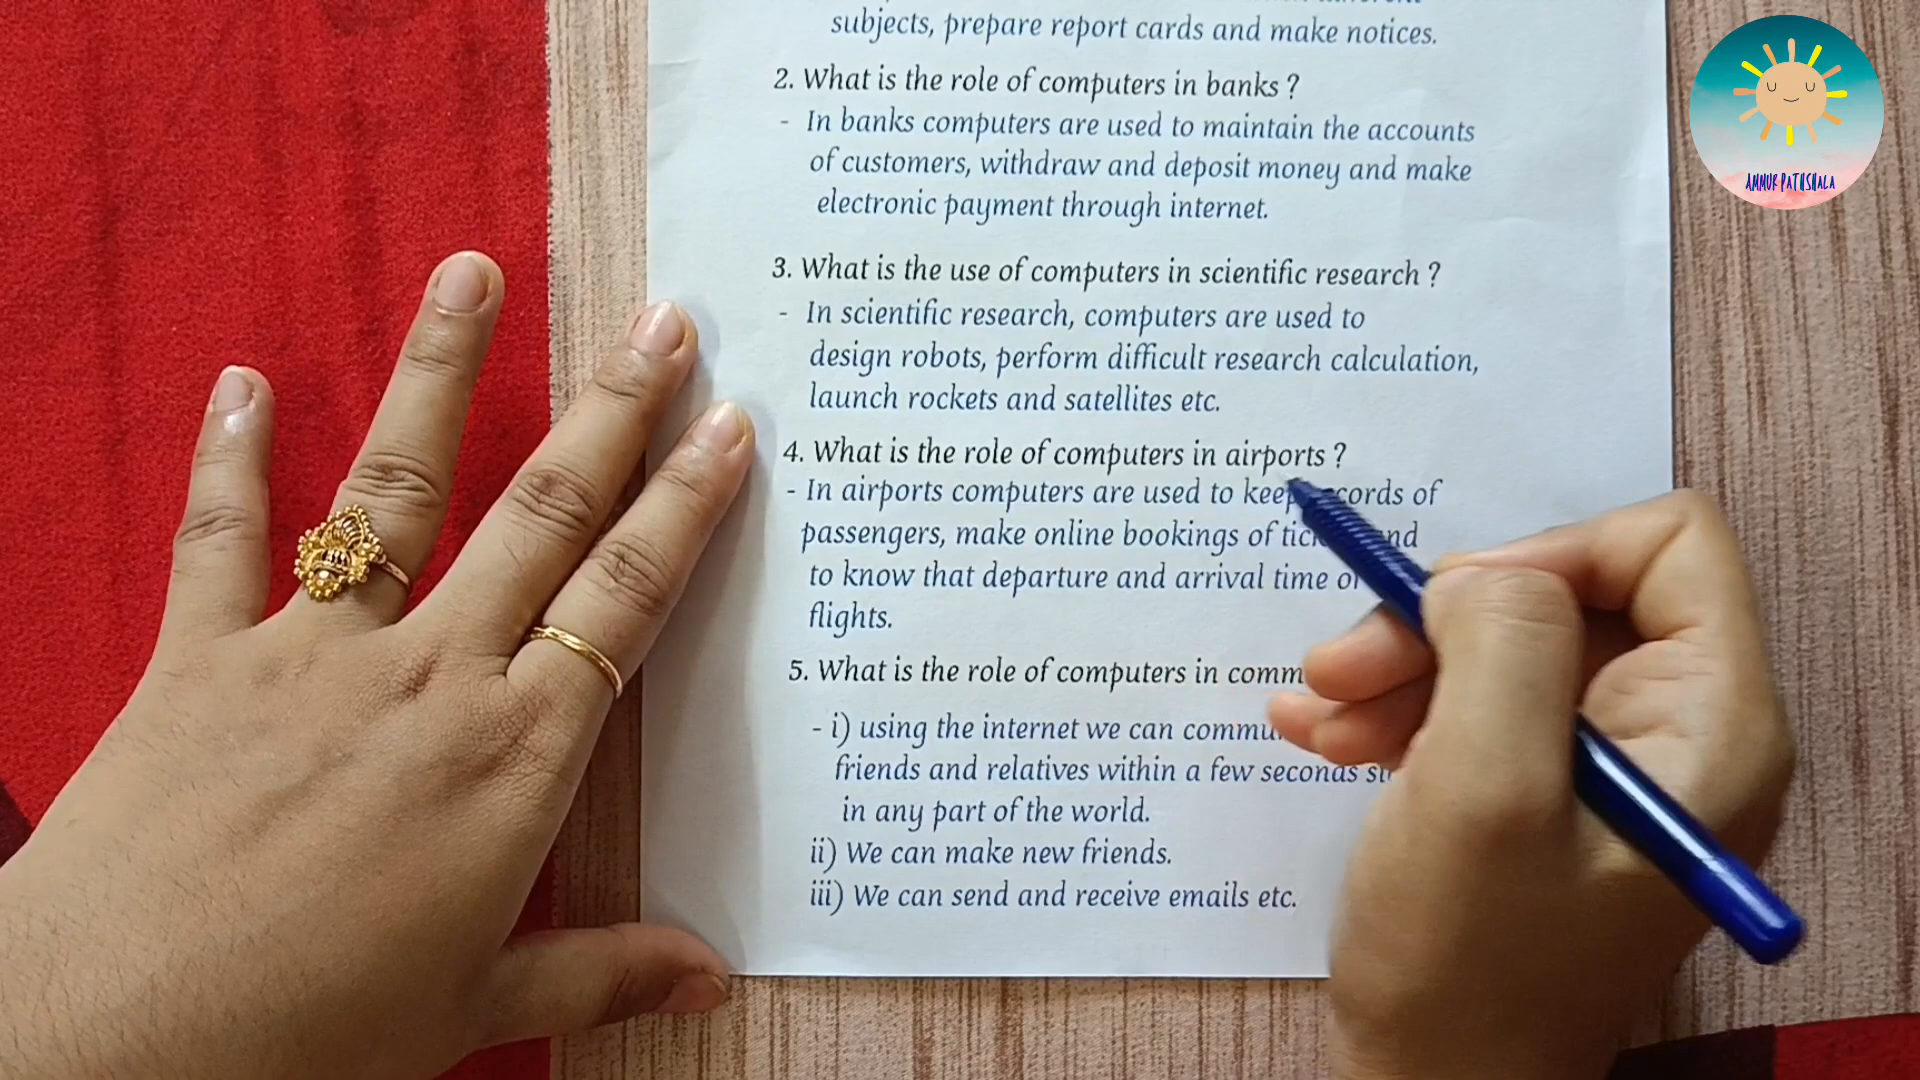 subjects, prepare report cards and make notices.
2. What is the role of computers in banks ?
- In banks computers are used to maintain the accounts
of customers, withdraw and deposit money and make
electronic payment through internet.
3. What is the use of computers in scientific research ?
- In scientific research, computers are used to
design robots, perform difficult research calculation,
launch rockets and satellites etc.
4. What is the role of computers in airports ?
- In airports computers are used to keep of
passengers, make online bookings of
to know that departure and arrival time
flights.
5. What is the role of computers in
- i) using the internet we can
friends and relatives within a few seconds
in any part of the world.
ii) We can make new friends.
iii) We can send and receive emails etc.
AMMUR PATHSHALA